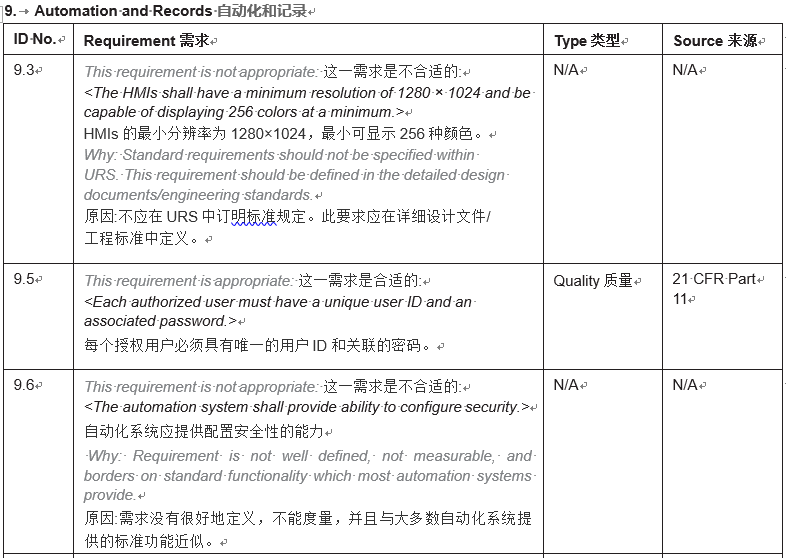 9. Automation and Records 自动化和记录
ID No. Requirement 需求 Type 类型 Source 来源
9.3 This requirement is not appropriate: 这一需求是不合适的: N/A N/A
<The HMIs shall have a minimum resolution of 1280 × 1024 and be
capable of displaying 256 colors at a minimum.>
HMIs 的最小分辨率为 1280×1024，最小可显示 256 种颜色。
Why: Standard requirements should not be specified within
URS. This requirement should be defined in the detailed design
documents/engineering standards.
原因:不应在 URS 中订明标准规定。此要求应在详细设计文件/
工程标准中定义。
9.5 This requirement is appropriate: 这一需求是合适的: Quality 质量 21 CFR Part
11
<Each authorized user must have a unique user ID and an
associated password.>
每个授权用户必须具有唯一的用户 ID 和关联的密码。
9.6 This requirement is not appropriate: 这一需求是不合适的: N/A N/A
<The automation system shall provide ability to configure security.>
自动化系统应提供配置安全性的能力
Why: Requirement is not well defined, not measurable, and
borders on standard functionality which most automation systems
provide.
原因:需求没有很好地定义，不能度量，并且与大多数自动化系统提
供的标准功能近似。